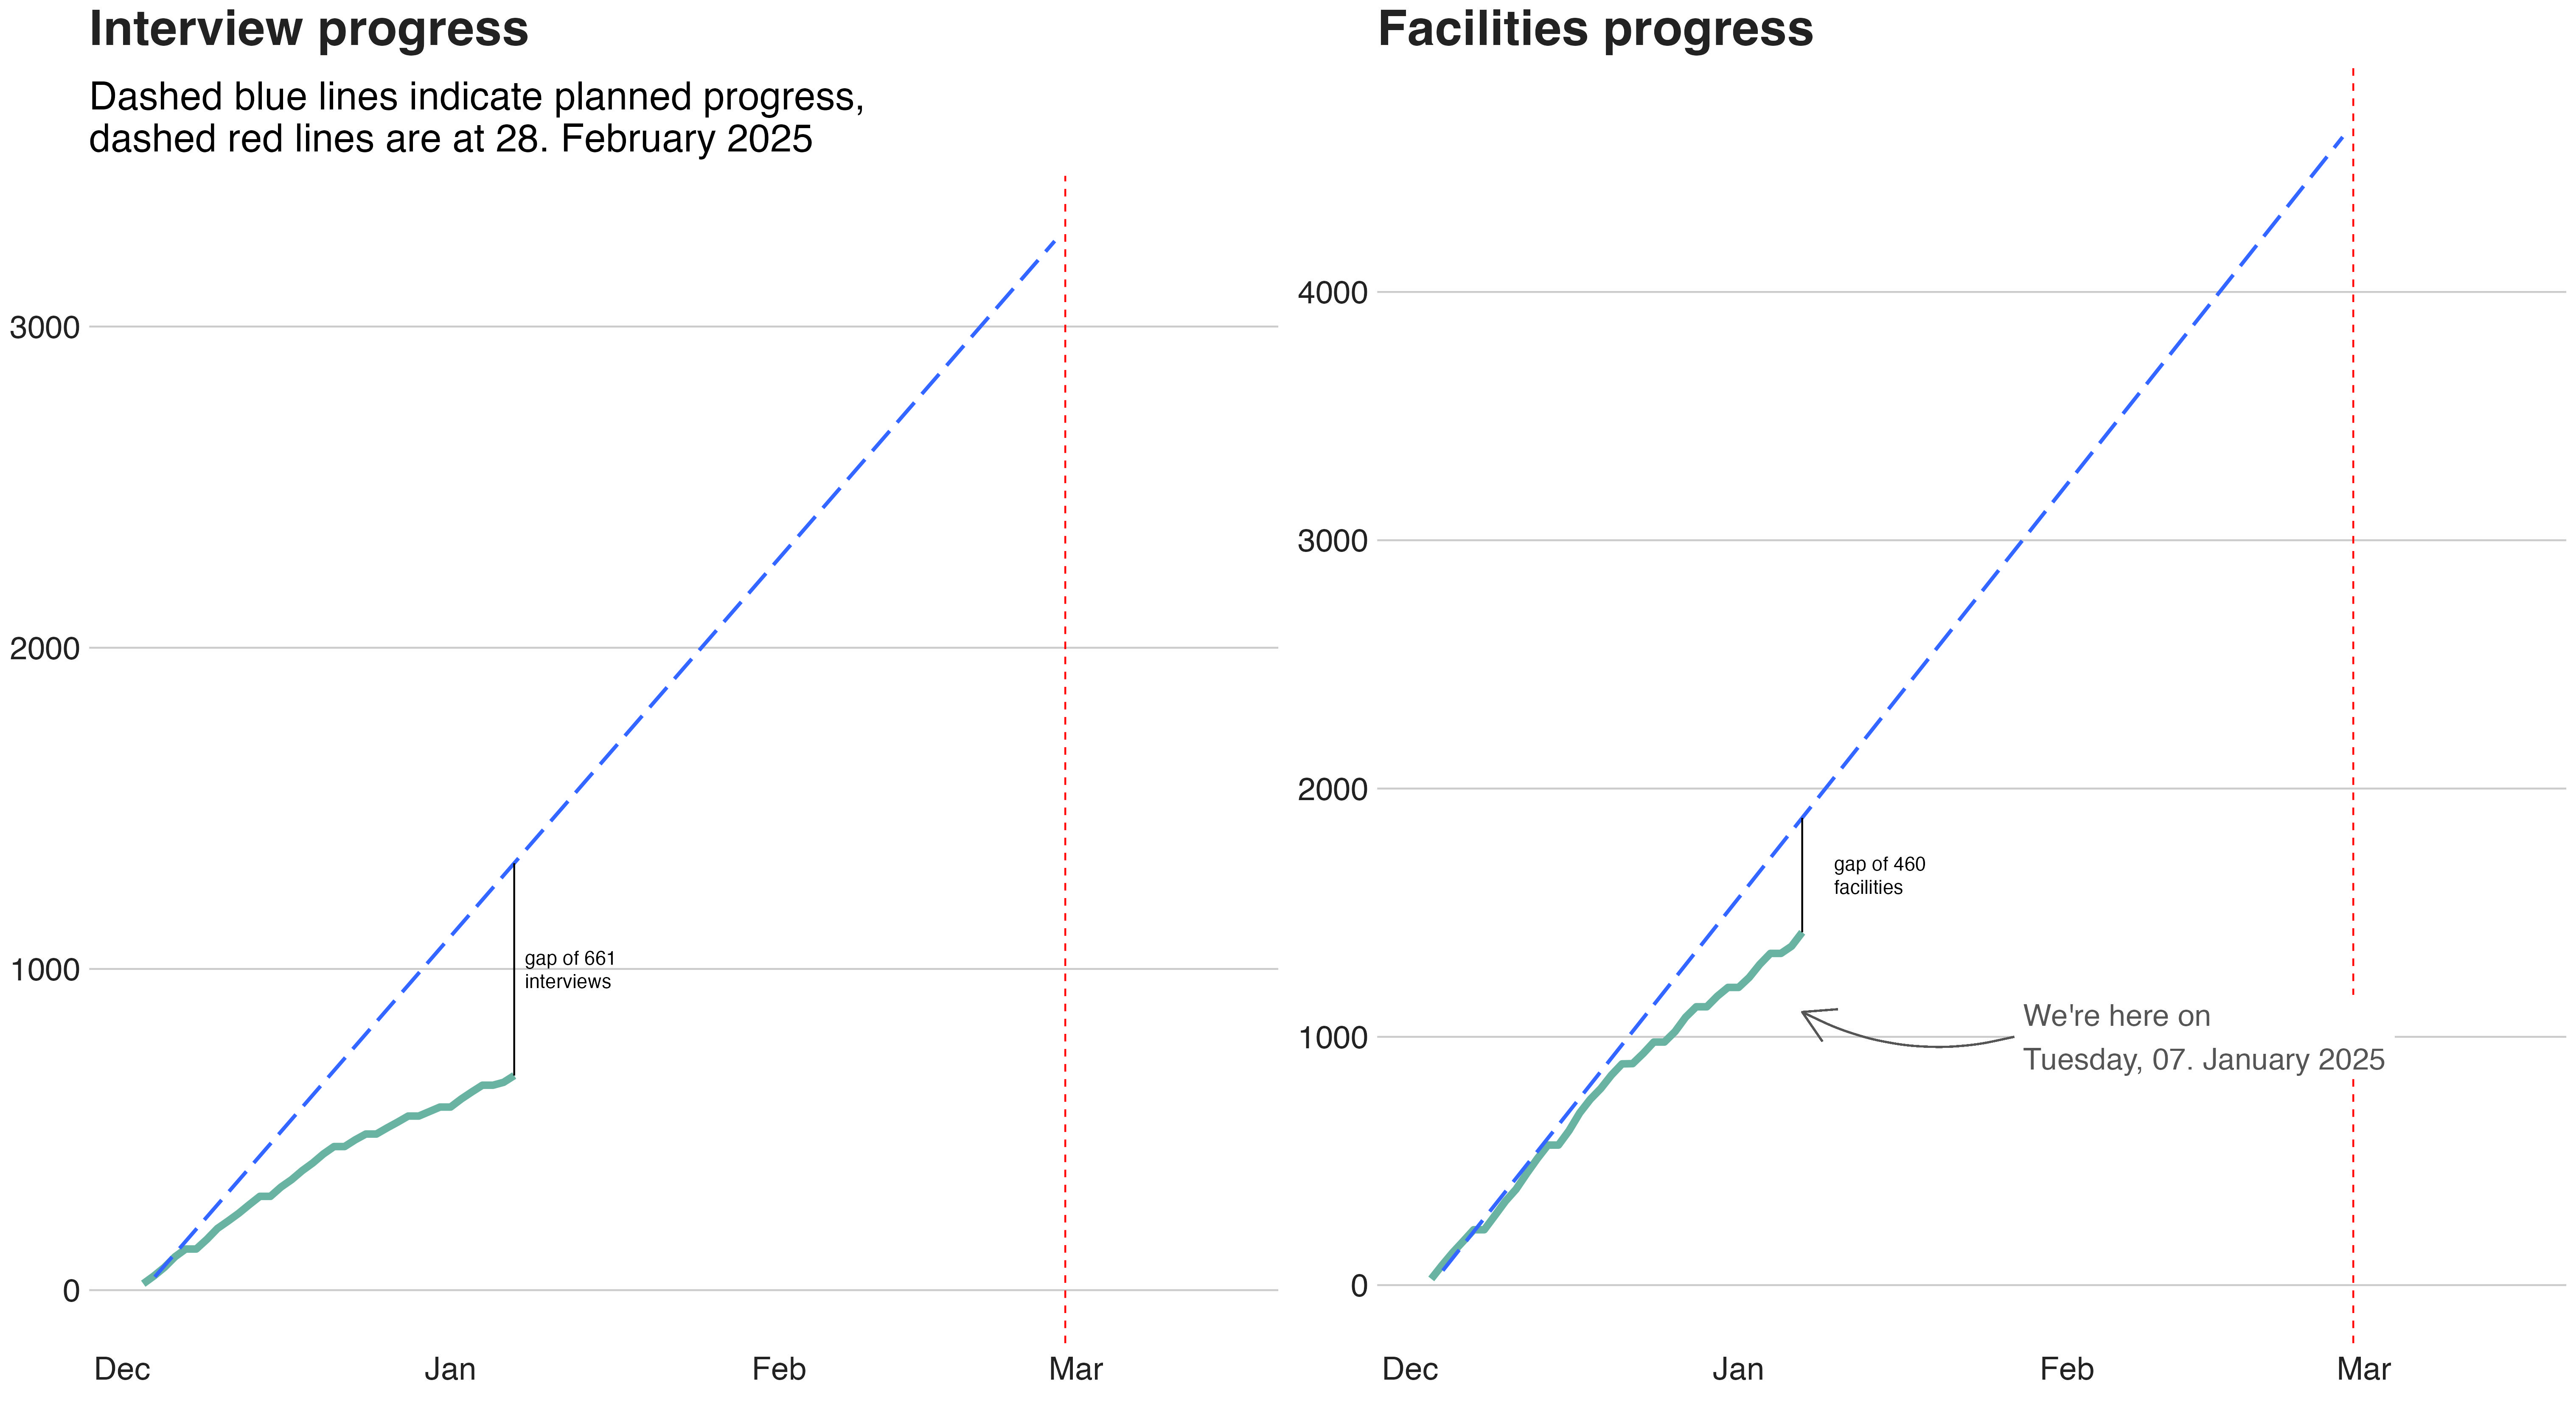 Interview progress
Dashed blue lines indicate planned progress,
dashed red lines are at 28. February 2025
3000
2000
1000
0
gap of 661
interviews
Dec
Jan
Feb
Mar
Facilities progress
4000
3000
2000
1000
0
gap of 460
facilities
We're here on
Tuesday, 07. January 2025
Dec
Jan
Feb
Mar